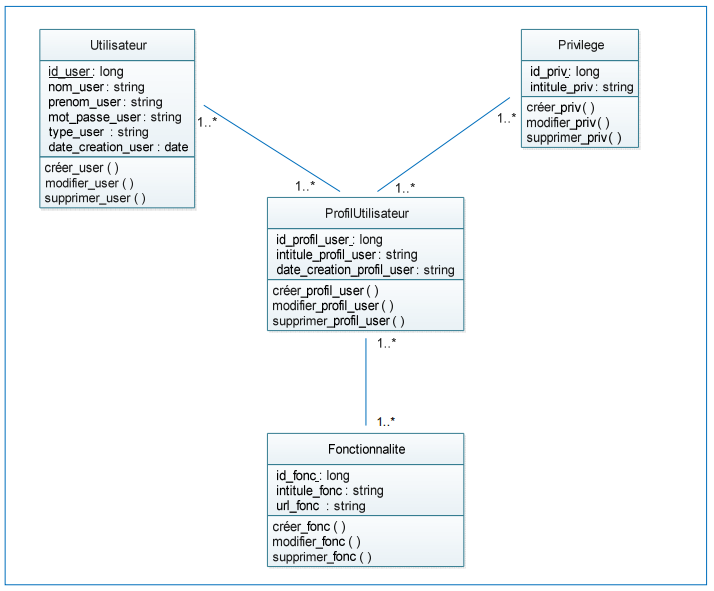 Utilisateur
id_user : long
nom_user : string
prenom_user : string
mot_passe_user : string
type_user : string
date_creation_user : date
créer_user ( )
modifier_user ( )
supprimer_user ( )
Privilege
id_priv : long
intitule_priv : string
créer_priv ( )
modifier_priv ( )
supprimer_priv ( )
1..*
1..*
1..*
1..*
ProfilUtilisateur
id_profil_user : long
intitule_profil_user : string
date_creation_profil_user : string
créer_profil_user ( )
modifier_profil_user ( )
supprimer_profil_user ( )
1..*
1..*
Fonctionnalite
id_fonc : long
intitule_fonc : string
url_fonc : string
créer_fonc ( )
modifier_fonc ( )
supprimer_fonc ( )